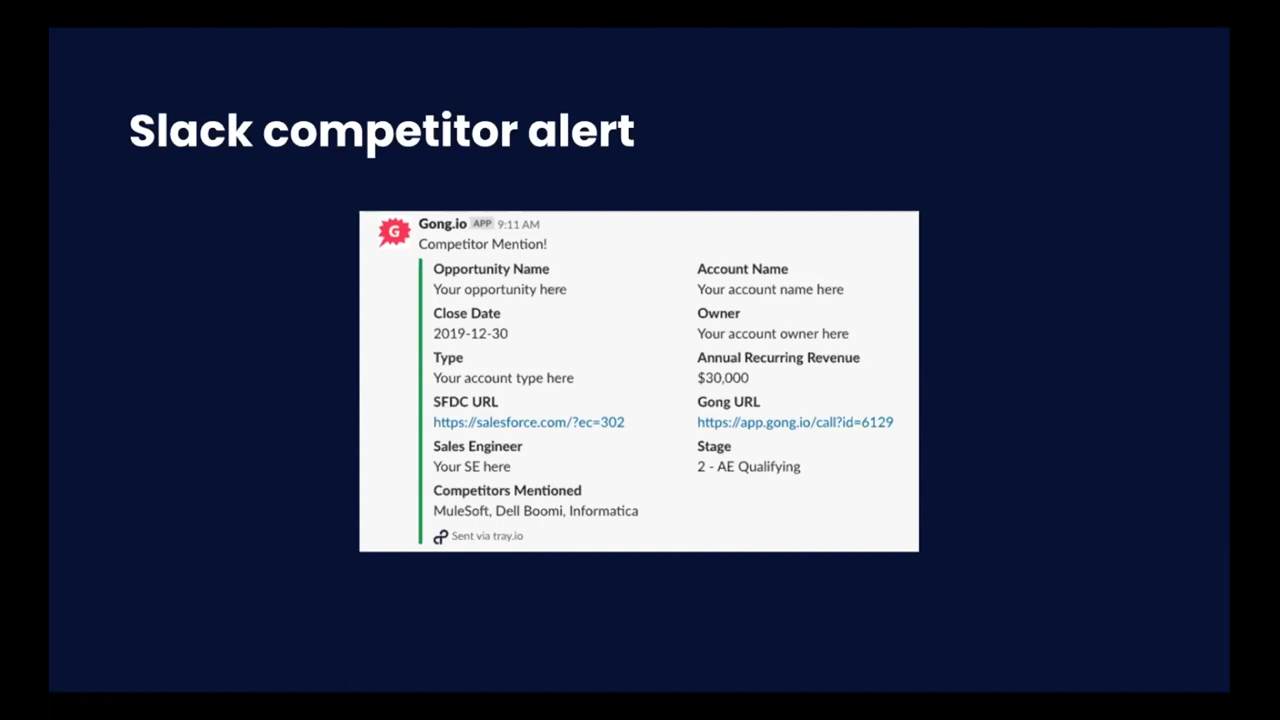 Slack competitor alert
G
Gong.io APP 9:11 AM
Competitor Mention!
Opportunity Name
Your opportunity here
Account Name
Your account name here
Close Date
2019-12-30
Owner
Your account owner here
Type
Your account type here
Annual Recurring Revenue
$30,000
SFDC URL
https://salesforce.com/?ec=302
Gong URL
https://app.gong.io/call?id=6129
Sales Engineer
Your SE here
Stage
2 - AE Qualifying
Competitors Mentioned
MuleSoft, Dell Boomi, Informatica
Sent via tray.io